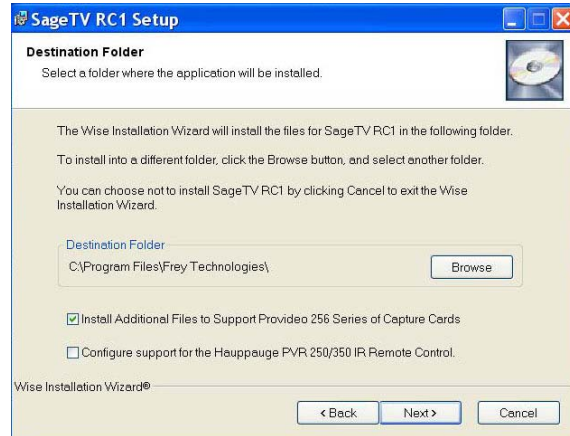 SageTV RC1 Setup
Destination Folder
Select a folder where the application will be installed.
The Wise Installation Wizard will install the files for SageTV RC1 in the following folder.
To install into a different folder, click the Browse button, and select another folder.
You can choose not to install SageTV RC1 by clicking Cancel to exit the Wise
Installation Wizard.
Destination Folder
C:\Program Files\Frey Technologies\
Browse
Install Additional Files to Support Provideo 256 Series of Capture Cards
Configure support for the Hauppauge PVR 250/350 IR Remote Control.
Wise Installation Wizard®
< Back
Next >
Cancel